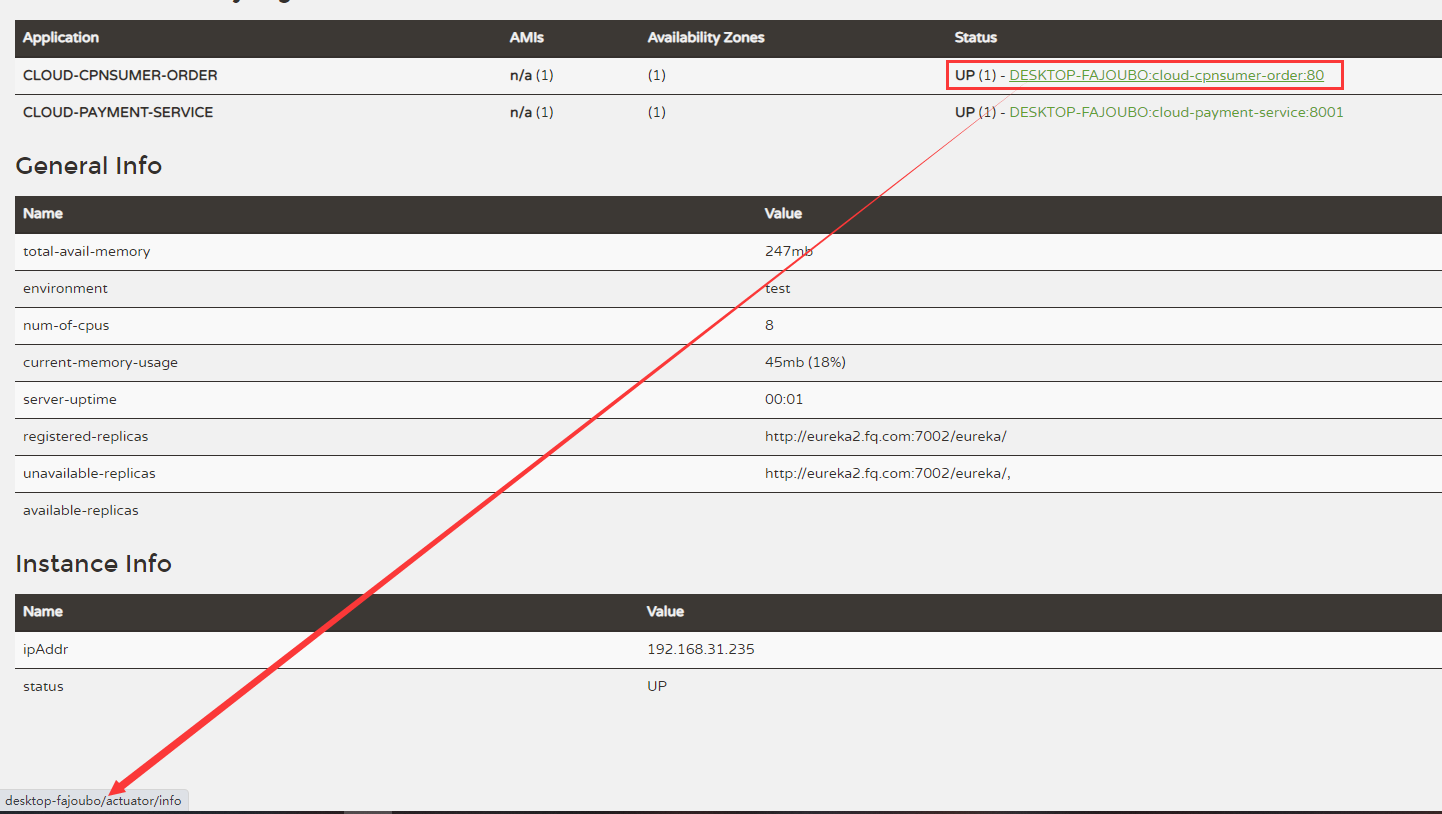 Application AMIs Availability Zones Status
CLOUD-CPNSUMER-ORDER n/a (1) (1) UP (1) - DESKTOP-FAJOUBO:cloud-cpnsumer-order:80
CLOUD-PAYMENT-SERVICE n/a (1) (1) UP (1) - DESKTOP-FAJOUBO:cloud-payment-service:8001
General Info
Name Value
total-avail-memory 247mb
environment test
num-of-cpus 8
current-memory-usage 45mb (18%)
server-uptime 00:01
registered-replicas http://eureka2.fq.com:7002/eureka/
unavailable-replicas http://eureka2.fq.com:7002/eureka/,
available-replicas
Instance Info
Name Value
ipAddr 192.168.31.235
status UP
desktop-fajoubo/actuator/info